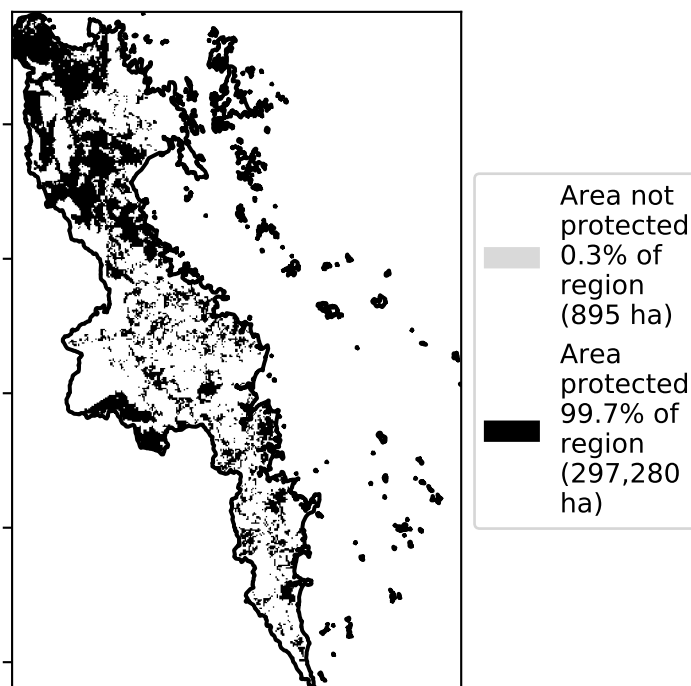 Area not
protected
0.3% of
region
(895 ha)
Area
protected
99.7% of
region
(297,280
ha)